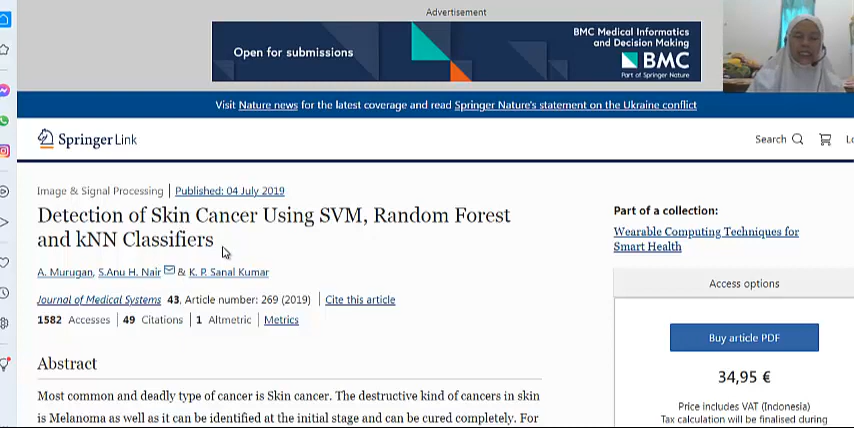 Advertisement
Open for submissions
BMC Medical Informatics
and Decision Making
BMC
Part of Springer Nature
Visit Nature news for the latest coverage and read Springer Nature's statement on the Ukraine conflict
Springer Link
Search
Image & Signal Processing | Published: 04 July 2019
Detection of Skin Cancer Using SVM, Random Forest
and kNN Classifiers
A. Murugan, S.Anu H. Nair & K. P. Sanal Kumar
Journal of Medical Systems 43, Article number: 269 (2019) | Cite this article
1582 Accesses | 49 Citations | 1 Altmetric | Metrics
Abstract
Most common and deadly type of cancer is Skin cancer. The destructive kind of cancers in skin
is Melanoma as well as it can be identified at the initial stage and can be cured completely. For
Part of a collection:
Wearable Computing Techniques for
Smart Health
Access options
Buy article PDF
34,95 €
Price includes VAT (Indonesia)
Tax calculation will be finalised during